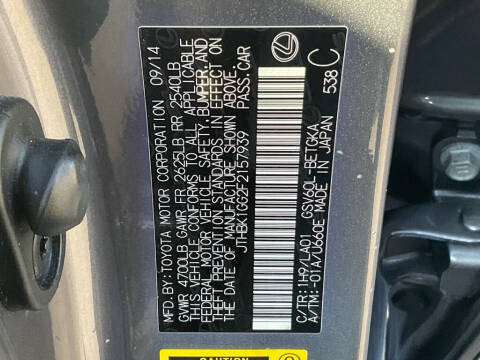 MFD.BY:TOYOTA MOTOR CORPORATION 09/14
GVWR 4700LB GAWR FR 2625LB RR 2540LB
THIS VEHICLE CONFORMS TO ALL APPLICABLE
FEDERAL MOTOR VEHICLE SAFETY, BUMPER, AND
THEFT PREVENTION STANDARDS IN EFFECT ON
THE DATE OF MANUFACTURE SHOWN ABOVE.
JTHBK1GG2F2157939 PASS.CAR
538 C
C/TR:1H9/LA01 GSV60L-BETGKA
A/TM:-01A/U660E MADE IN JAPAN